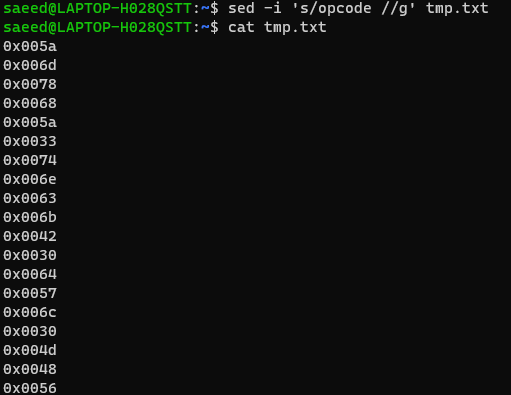 saeed@LAPTOP-H028QSTT:~$ sed -i 's/opcode //g' tmp.txt
saeed@LAPTOP-H028QSTT:~$ cat tmp.txt
0x005a
0x006d
0x0078
0x0068
0x005a
0x0033
0x0074
0x006e
0x0063
0x006b
0x0042
0x0030
0x0064
0x0057
0x006c
0x0030
0x004d
0x0048
0x0056